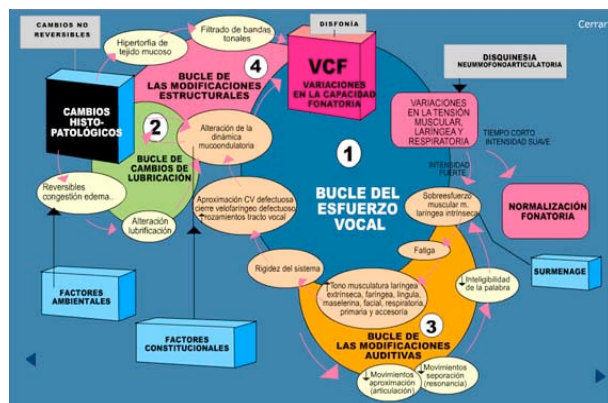 CAMBIOS NO
REVERSIBLES
Hipertorfia de
tejido mucoso
Filtrado de bandas
tonales
DISFONÍA
Cerrar
VCF
VARIACIONES
EN LA CAPACIDAD
FONATORIA
BUCLE DE
LAS MODIFICACIONES
ESTRUCTURALES
4
DISQUINESIA
NEUMMOFONOARTICULATORIA
CAMBIOS
HISTO-
PATOLÓGICOS
2
BUCLE DE
CAMBIOS DE
LUBRICACIÓN
Alteración de la
dinámica
mucoondulatoria
VARIACIONES
EN LA TENSIÓN
MUSCULAR,
LARÍNGEA Y
RESPIRATORIA
TIEMPO CORTO
INTENSIDAD SUAVE
INTENSIDAD
FUERTE
1
BUCLE DEL
ESFUERZO
VOCAL
Reversibles
congestión edema...
Alteración
lubrificación
Aproximación CV defectuosa
cierre velofaríngeo defectuoso
rozamientos tracto vocal
Sobreesfuerzo
muscular m.
laríngea intrínseca
NORMALIZACIÓN
FONATORIA
Fatiga
Rigidez del sistema
Tono musculatura laríngea
extrínseca, faríngea, lingula,
maselerina, facial, respiratoria,
primaria y accesoría
Inteligibilidad
de la palabra
SURMENAGE
FACTORES
AMBIENTALES
FACTORES
CONSTITUCIONALES
3
BUCLE DE
LAS MODIFICACIONES
AUDITIVAS
Movimientos
aproximación
(articulación)
Movimientos
seporación
(resonancia)